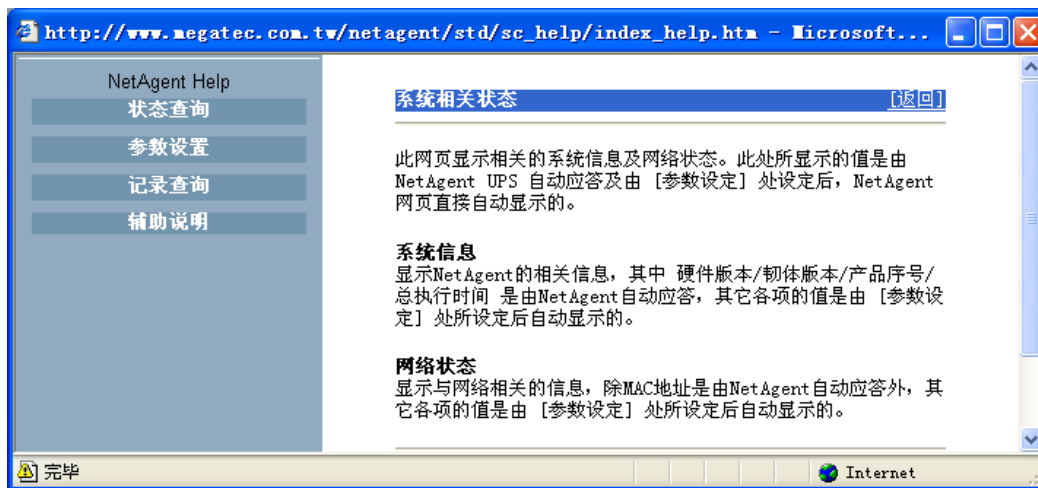 http://www.megatec.com.tw/netagent/std/sc_help/index_help.htm - Microsoft...
NetAgent Help
状态查询
参数设置
记录查询
辅助说明
系统相关状态 [返回]
此网页显示相关的系统信息及网络状态。此处所显示的值是由
NetAgent UPS 自动应答及由 [参数设定] 处设定后，NetAgent
网页直接自动显示的。
系统信息
显示NetAgent的相关信息，其中 硬件版本/韧体版本/产品序号/
总执行时间 是由NetAgent自动应答，其它各项的值是由 [参数设
定] 处所设定后自动显示的。
网络状态
显示与网络相关的信息，除MAC地址是由NetAgent自动应答外，其
它各项的值是由 [参数设定] 处所设定后自动显示的。
完毕 Internet